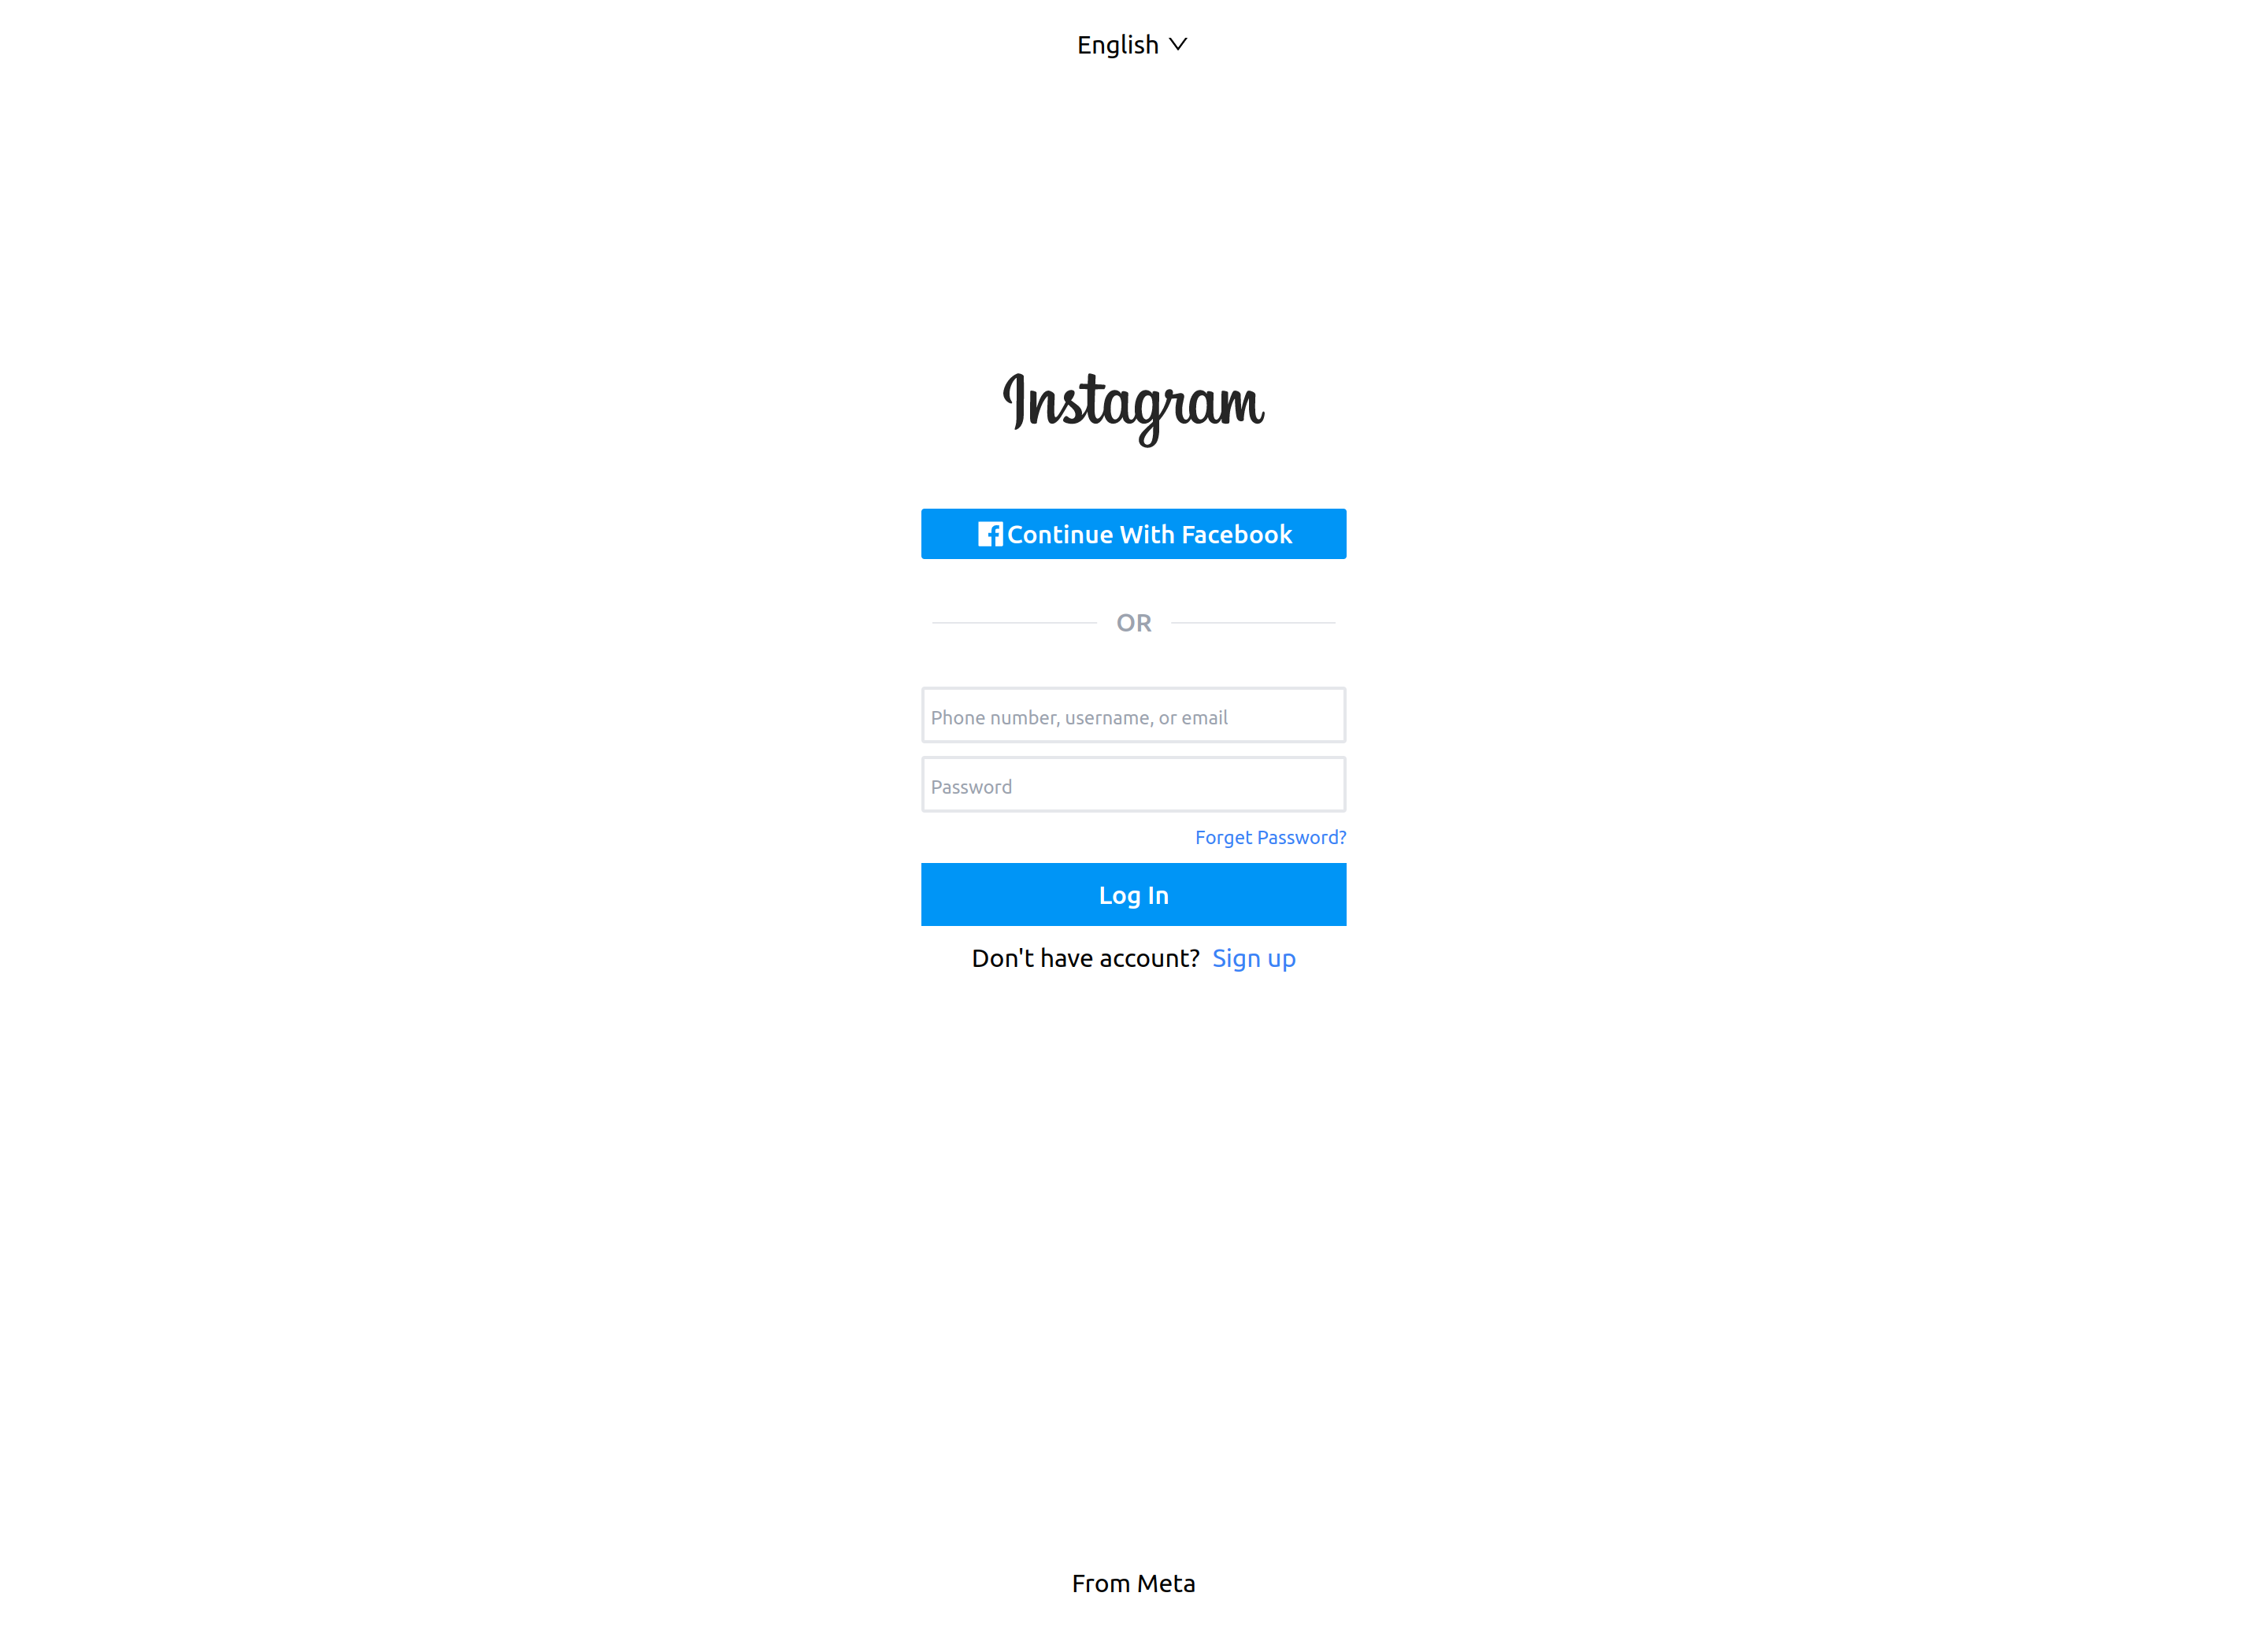 English
Instagram
Continue With Facebook
OR
Phone number, username, or email
Password
Forget Password?
Log In
Don't have account? Sign up
From Meta